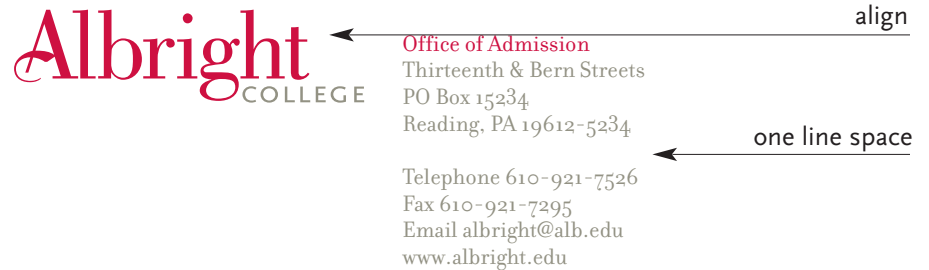 Albright
COLLEGE
align
Office of Admission
Thirteenth & Bern Streets
PO Box 15234
Reading, PA 19612-5234
one line space
Telephone 610-921-7526
Fax 610-921-7295
Email albright@alb.edu
www.albright.edu